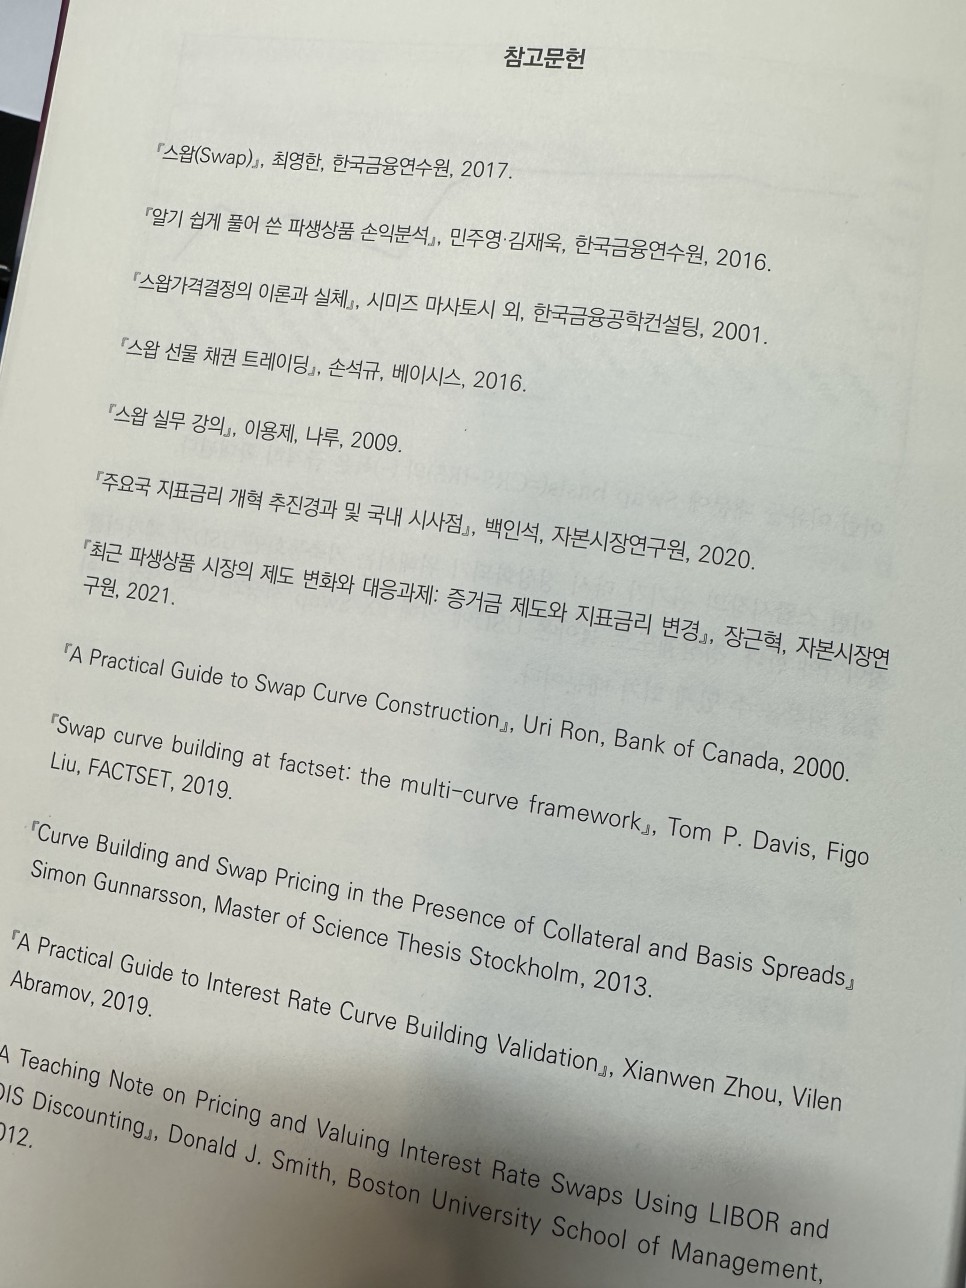 참고문헌
『스왑(Swap)』, 최영한, 한국금융연수원, 2017.
『알기 쉽게 풀어 쓴 파생상품 손익분석』, 민주영·김재욱, 한국금융연수원, 2016.
『스왑가격결정의 이론과 실체』, 시미즈 마사토시 외, 한국금융공학컨설팅, 2001.
『스왑 선물 채권 트레이딩』, 손석규, 베이시스, 2016.
『스왑 실무 강의』, 이용제, 나루, 2009.
『주요국 지표금리 개혁 추진경과 및 국내 시사점』, 백인석, 자본시장연구원, 2020.
『최근 파생상품 시장의 제도 변화와 대응과제: 증거금 제도와 지표금리 변경』, 장근혁, 자본시장연
구원, 2021.
『A Practical Guide to Swap Curve Construction』, Uri Ron, Bank of Canada, 2000.
『Swap curve building at factset: the multi-curve framework』, Tom P. Davis, Figo
Liu, FACTSET, 2019.
『Curve Building and Swap Pricing in the Presence of Collateral and Basis Spreads』
Simon Gunnarsson, Master of Science Thesis Stockholm, 2013.
『A Practical Guide to Interest Rate Curve Building Validation』, Xianwen Zhou, Vilen
Abramov, 2019.
A Teaching Note on Pricing and Valuing Interest Rate Swaps Using LIBOR and
OIS Discounting』, Donald J. Smith, Boston University School of Management,
012.